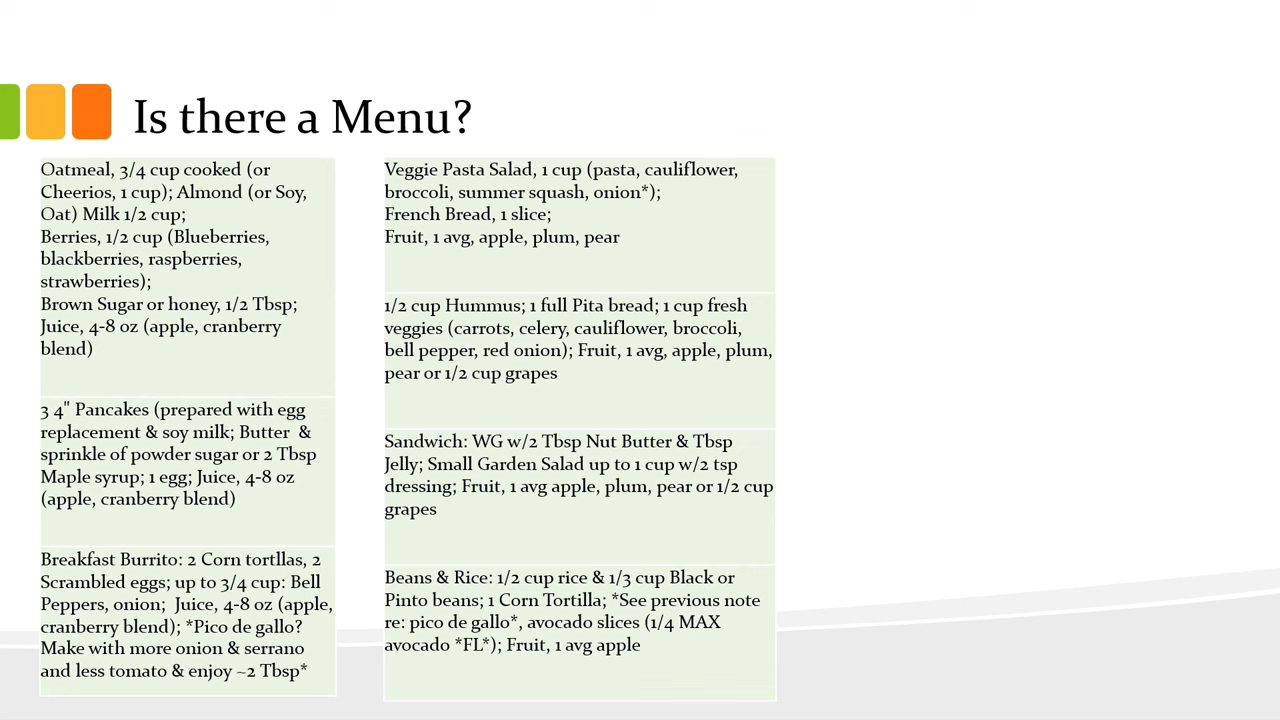 Is there a Menu?
Oatmeal, 3/4 cup cooked (or
Cheerios, 1 cup); Almond (or Soy,
Oat) Milk 1/2 cup;
Berries, 1/2 cup (Blueberries,
blackberries, raspberries,
strawberries);
Brown Sugar or honey, 1/2 Tbsp;
Juice, 4-8 oz (apple, cranberry
blend)
3 4" Pancakes (prepared with egg
replacement & soy milk; Butter &
sprinkle of powder sugar or 2 Tbsp
Maple syrup; 1 egg; Juice, 4-8 oz
(apple, cranberry blend)
Breakfast Burrito: 2 Corn tortllas, 2
Scrambled eggs; up to 3/4 cup: Bell
Peppers, onion; Juice, 4-8 oz (apple,
cranberry blend); *Pico de gallo?
Make with more onion & serrano
and less tomato & enjoy ~2 Tbsp*
Veggie Pasta Salad, 1 cup (pasta, cauliflower,
broccoli, summer squash, onion*);
French Bread, 1 slice;
Fruit, 1 avg, apple, plum, pear
1/2 cup Hummus; 1 full Pita bread; 1 cup fresh
veggies (carrots, celery, cauliflower, broccoli,
bell pepper, red onion); Fruit, 1 avg, apple, plum,
pear or 1/2 cup grapes
Sandwich: WG w/2 Tbsp Nut Butter & Tbsp
Jelly; Small Garden Salad up to 1 cup w/2 tsp
dressing; Fruit, 1 avg apple, plum, pear or 1/2 cup
grapes
Beans & Rice: 1/2 cup rice & 1/3 cup Black or
Pinto beans; 1 Corn Tortilla; *See previous note
re: pico de gallo*, avocado slices (1/4 MAX
avocado *FL*); Fruit, 1 avg apple